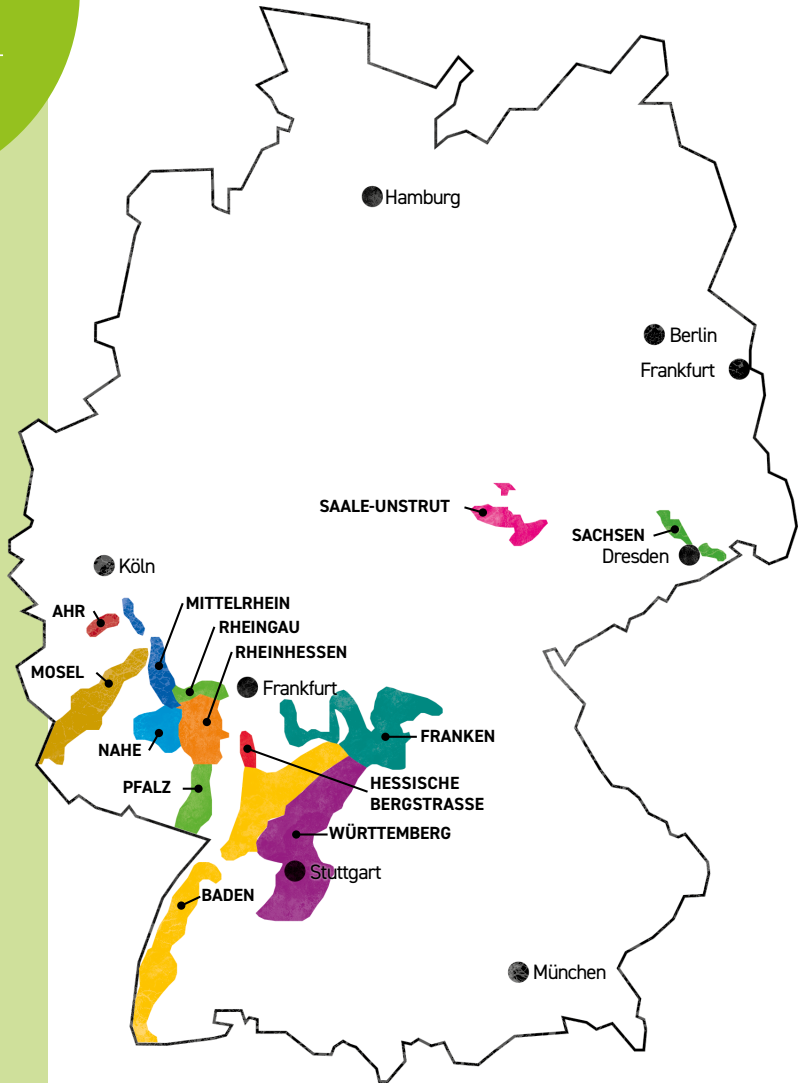 Hamburg
Berlin
Frankfurt
SAALE-UNSTRUT
SACHSEN
Dresden
Köln
AHR
MITTELRHEIN
RHEINGAU
RHEINHESSEN
MOSEL
Frankfurt
NAHE
FRANKEN
PFALZ
HESSISCHE
BERGSTRASSE
WÜRTTEMBERG
Stuttgart
BADEN
München